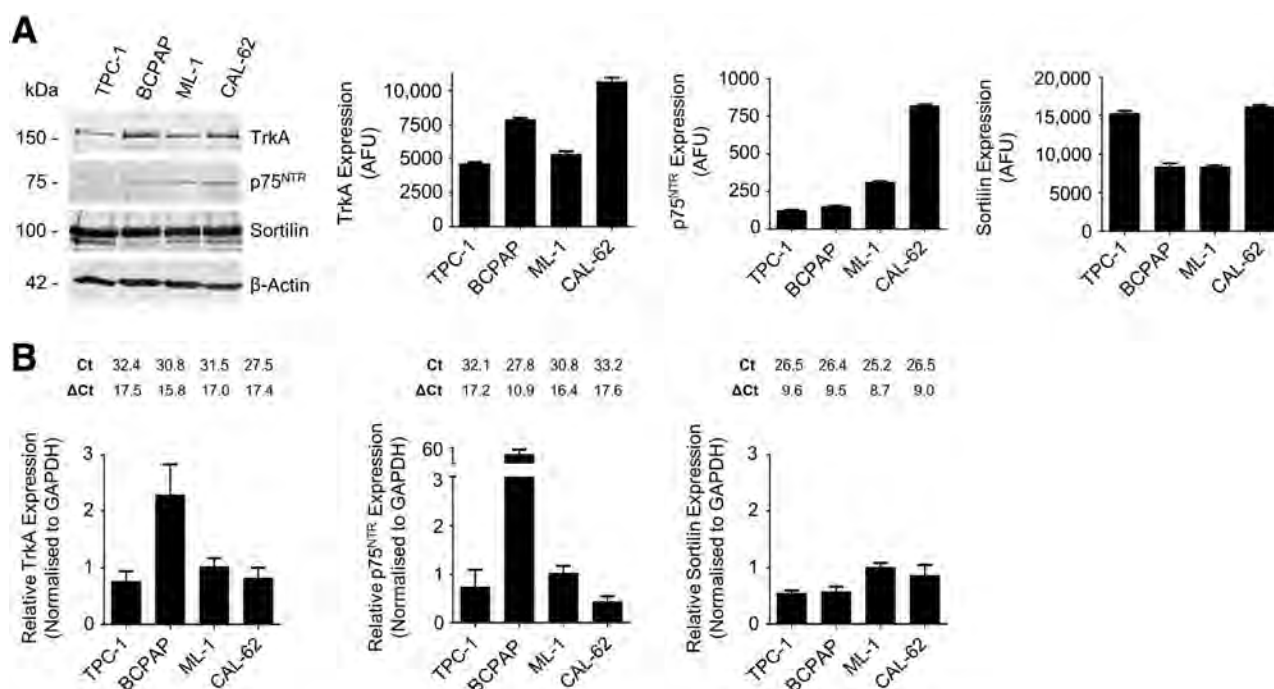 A
kDa
TPC-1
BCPAP
ML-1
CAL-62
150 -
TrkA
75 -
p75NTR
100 -
Sortilin
42 -
β-Actin
TrkA Expression
(AFU)
10,000
7500
5000
2500
0
TPC-1
BCPAP
ML-1
CAL-62
p75NTR Expression
(AFU)
1000
750
500
250
0
TPC-1
BCPAP
ML-1
CAL-62
Sortilin Expression
(AFU)
20,000
15,000
10,000
5000
0
TPC-1
BCPAP
ML-1
CAL-62
B
Ct 32.4 30.8 31.5 27.5
ΔCt 17.5 15.8 17.0 17.4
Relative TrkA Expression
(Normalised to GAPDH)
3
2
1
0
TPC-1
BCPAP
ML-1
CAL-62
Ct 32.1 27.8 30.8 33.2
ΔCt 17.2 10.9 16.4 17.6
Relative p75NTR Expression
(Normalised to GAPDH)
60
3
2
1
0
TPC-1
BCPAP
ML-1
CAL-62
Ct 26.5 26.4 25.2 26.5
ΔCt 9.6 9.5 8.7 9.0
Relative Sortilin Expression
(Normalised to GAPDH)
3
2
1
0
TPC-1
BCPAP
ML-1
CAL-62